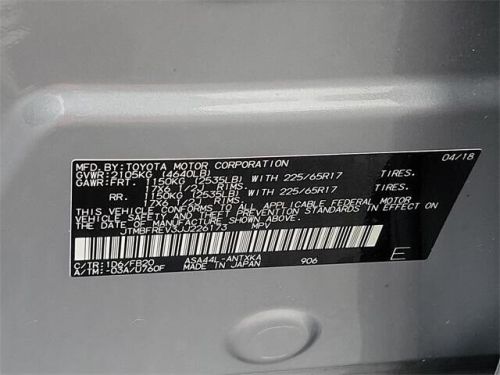 MFD.BY:TOYOTA MOTOR CORPORATION 04/18
GVWR:2105KG (4640LB)
GAWR:FRT. 1150KG (2535LB) WITH 225/65R17 TIRES.
17X6 1/2J RIMS.
1150KG (2535LB) WITH 225/65R17 TIRES.
17X6 1/2J RIMS.
THIS VEHICLE CONFORMS TO ALL APPLICABLE FEDERAL MOTOR
VEHICLE SAFETY AND THEFT PREVENTION STANDARDS IN EFFECT ON
THE DATE OF MANUFACTURE SHOWN ABOVE.
MPV
C/TR:1D6/FB20 ASA44L-ANTXKA
A/TM:-03A/U760F MADE IN JAPAN 906 E